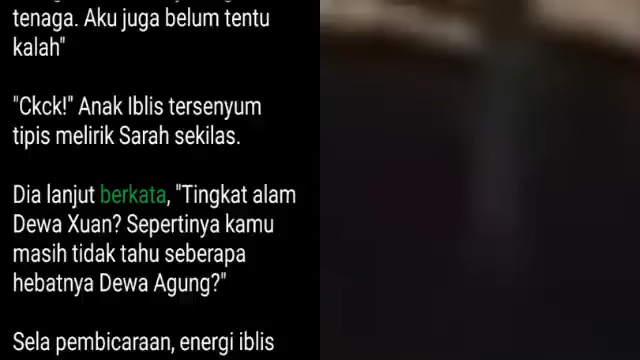 tenaga. Aku juga belum tentu
kalah"
"Ckck!" Anak Iblis tersenyum
tipis melirik Sarah sekilas.
Dia lanjut berkata, "Tingkat alam
Dewa Xuan? Sepertinya kamu
masih tidak tahu seberapa
hebatnya Dewa Agung?"
Sela pembicaraan, energi iblis